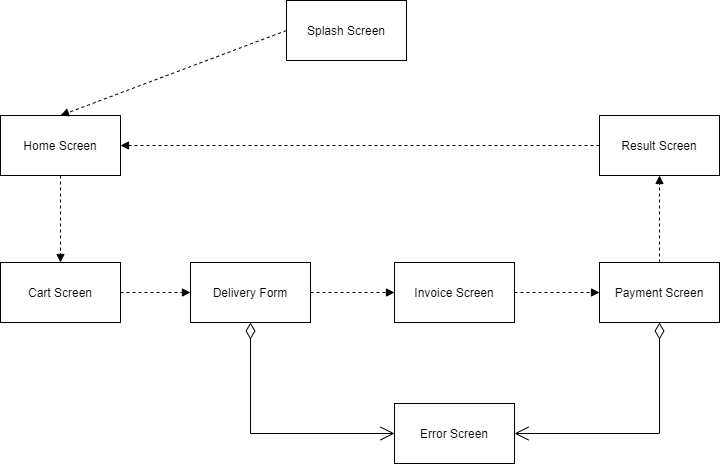 Splash Screen
Home Screen
Result Screen
Cart Screen
Delivery Form
Invoice Screen
Payment Screen
Error Screen